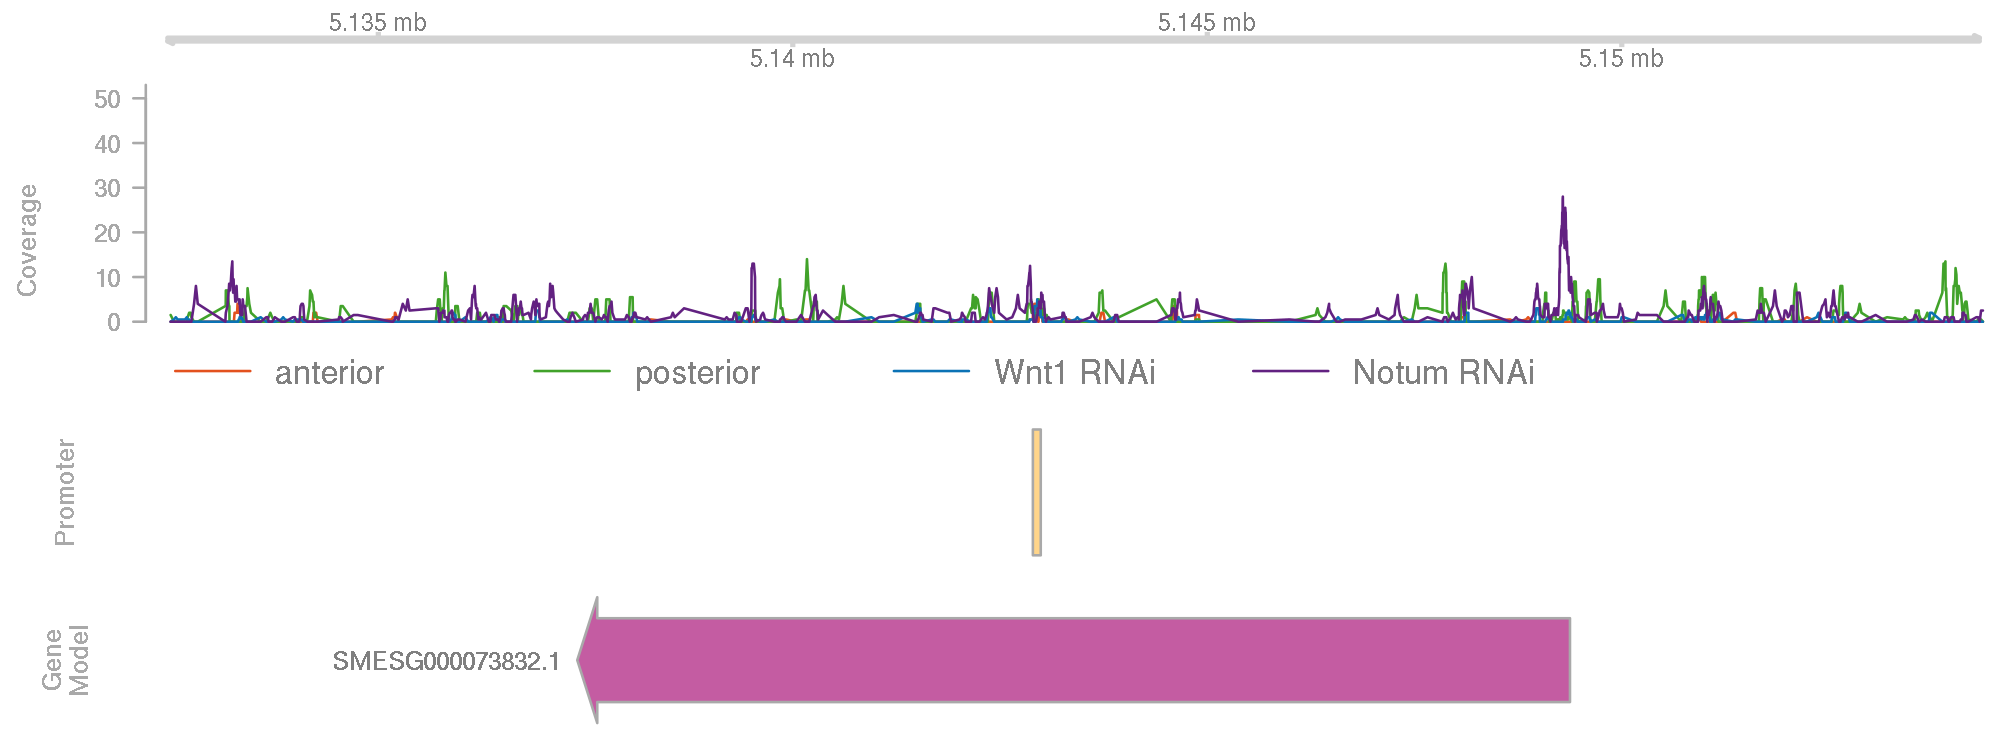 5.135 mb
5.145 mb
5.14 mb
5.15 mb
Coverage
50
40
30
20
10
0
anterior
posterior
Wnt1 RNAi
Notum RNAi
Promoter
Gene
Model
SMESG000073832.1